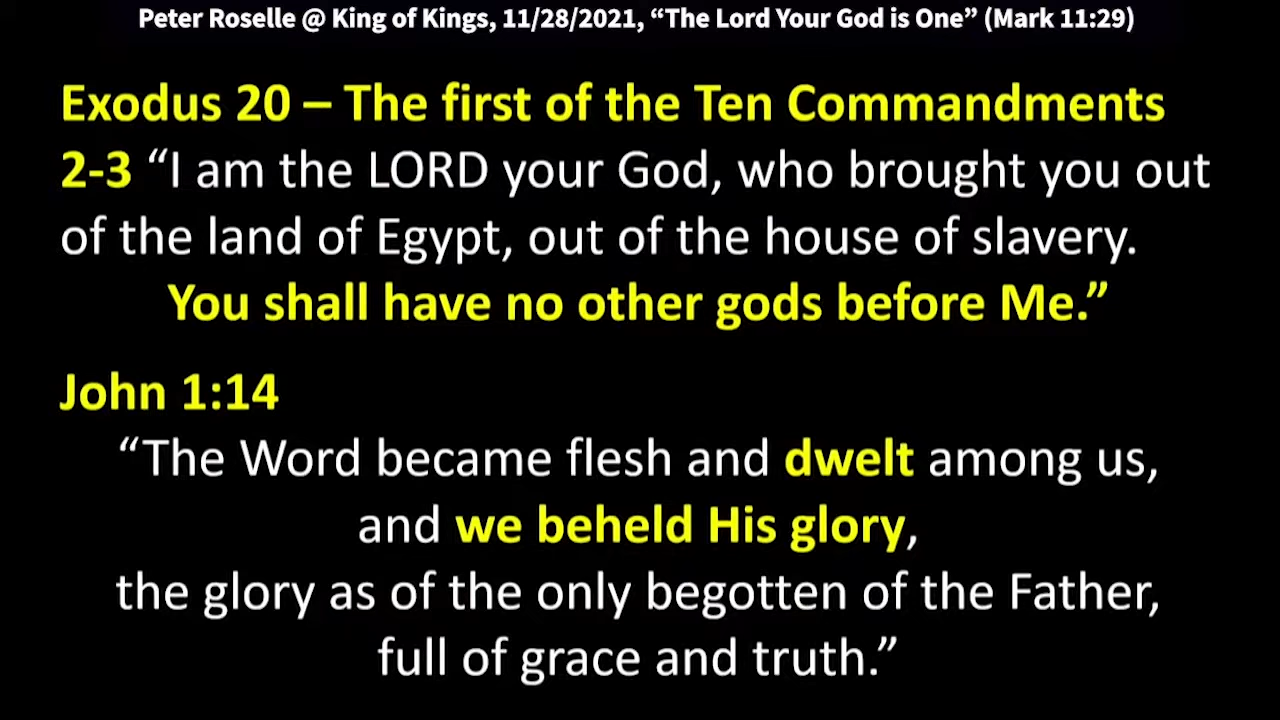 Peter Roselle @ King of Kings, 11/28/2021, “The Lord Your God is One” (Mark 11:29)
Exodus 20 – The first of the Ten Commandments
2-3 “I am the LORD your God, who brought you out
of the land of Egypt, out of the house of slavery.
You shall have no other gods before Me.”
John 1:14
“The Word became flesh and dwelt among us,
and we beheld His glory,
the glory as of the only begotten of the Father,
full of grace and truth.”